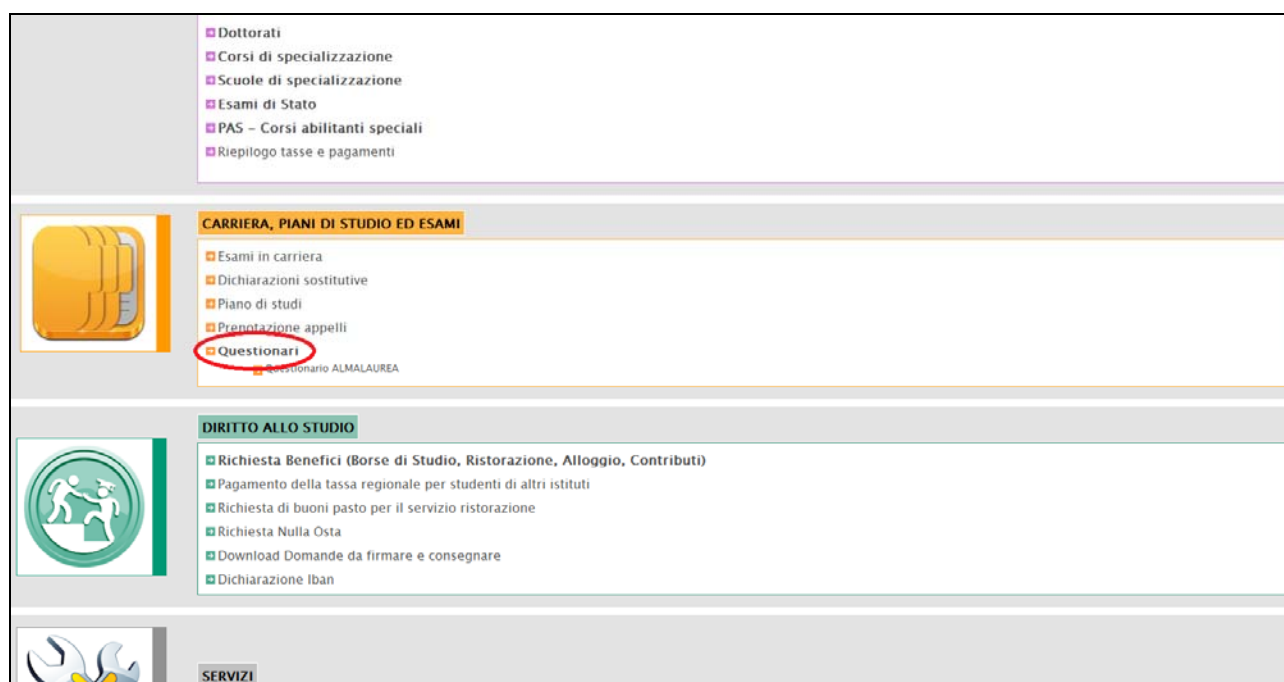 Dottorati
Corsi di specializzazione
Scuole di specializzazione
Esami di Stato
PAS – Corsi abilitanti speciali
Riepilogo tasse e pagamenti
CARRIERA, PIANI DI STUDIO ED ESAMI
Esami in carriera
Dichiarazioni sostitutive
Piano di studi
Prenotazione appelli
Questionari
Questionario ALMALAUREA
DIRITTO ALLO STUDIO
Richiesta Benefici (Borse di Studio, Ristorazione, Alloggio, Contributi)
Pagamento della tassa regionale per studenti di altri istituti
Richiesta di buoni pasto per il servizio ristorazione
Richiesta Nulla Osta
Download Domande da firmare e consegnare
Dichiarazione Iban
SERVIZI